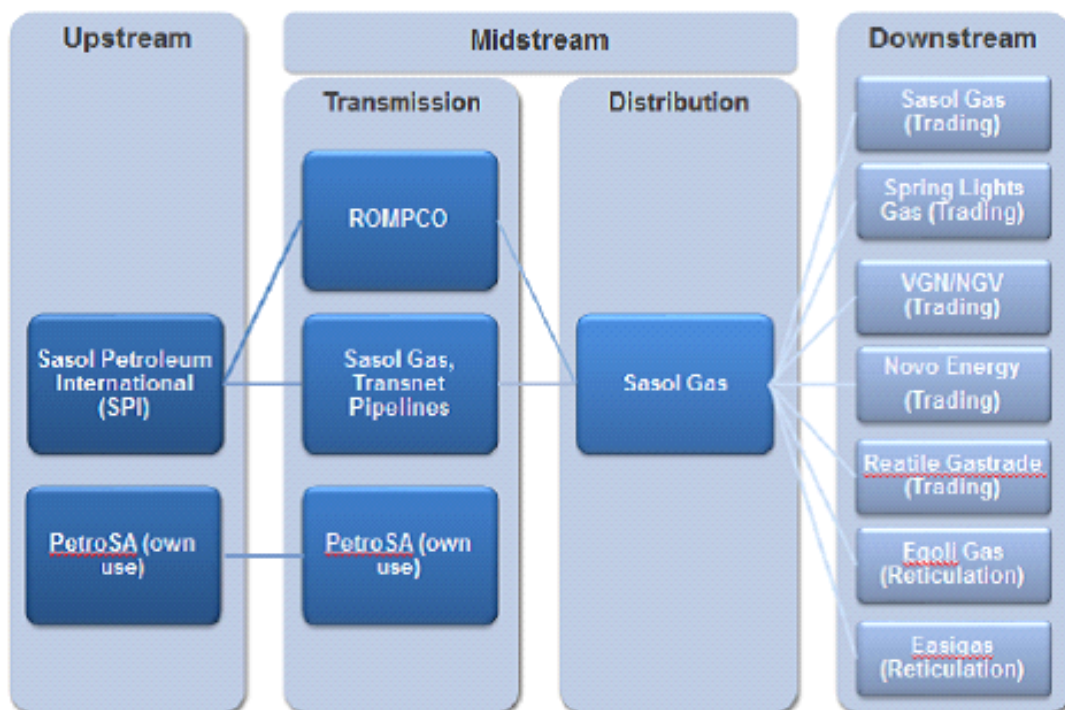 Upstream
Midstream
Downstream
Transmission
Distribution
Sasol Petroleum
International
(SPI)
PetroSA (own
use)
ROMPCO
Sasol Gas,
Transnet
Pipelines
PetroSA (own
use)
Sasol Gas
Sasol Gas
(Trading)
Spring Lights
Gas (Trading)
VGN/NGV
(Trading)
Novo Energy
(Trading)
Reatile Gastrade
(Trading)
Egoli Gas
(Reticulation)
Easigas
(Reticulation)